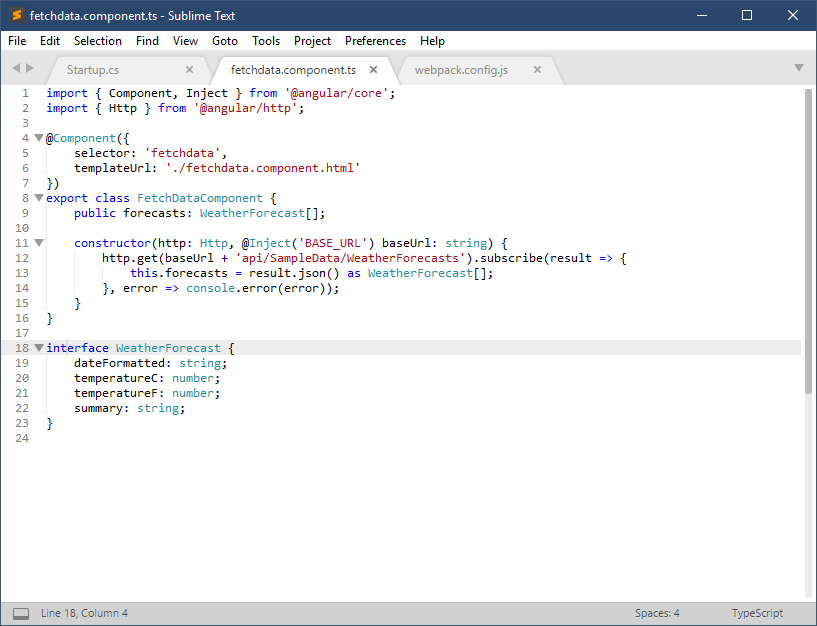 fetchdata.component.ts - Sublime Text
File Edit Selection Find View Goto Tools Project Preferences Help
Startup.cs fetchdata.component.ts webpack.config.js
1 import { Component, Inject } from '@angular/core';
2 import { Http } from '@angular/http';
3
4 @Component({
5     selector: 'fetchdata',
6     templateUrl: './fetchdata.component.html'
7 })
8 export class FetchDataComponent {
9     public forecasts: WeatherForecast[];
10
11     constructor(http: Http, @Inject('BASE_URL') baseUrl: string) {
12         http.get(baseUrl + 'api/SampleData/WeatherForecasts').subscribe(result => {
13             this.forecasts = result.json() as WeatherForecast[];
14         }, error => console.error(error));
15     }
16 }
17
18 interface WeatherForecast {
19     dateFormatted: string;
20     temperatureC: number;
21     temperatureF: number;
22     summary: string;
23 }
24
Line 18, Column 4 Spaces: 4 TypeScript